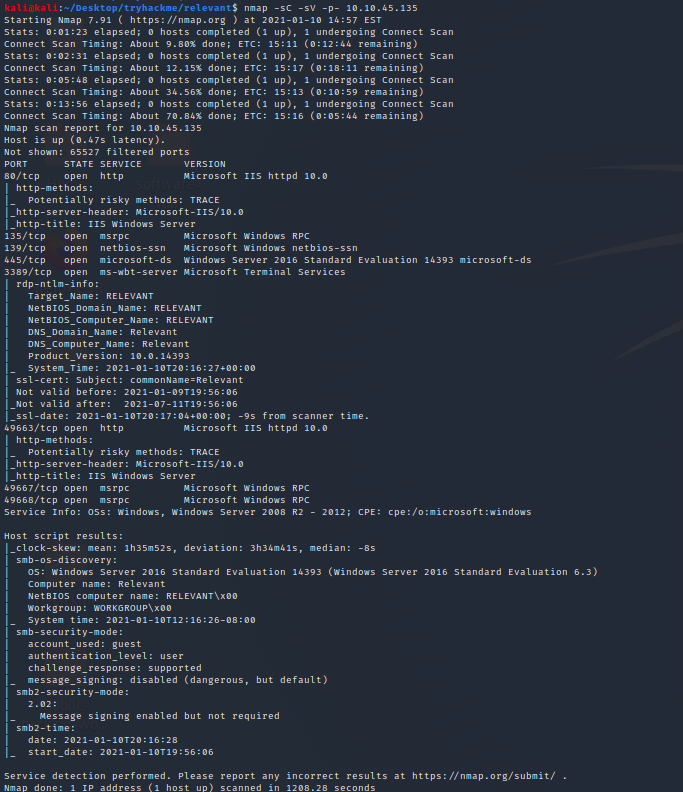 kali@kali:~/Desktop/tryhackme/relevant$ nmap -sC -sV -p- 10.10.45.135
Starting Nmap 7.91 ( https://nmap.org ) at 2021-01-10 14:57 EST
Stats: 0:01:23 elapsed; 0 hosts completed (1 up), 1 undergoing Connect Scan
Connect Scan Timing: About 9.80% done; ETC: 15:11 (0:12:44 remaining)
Stats: 0:02:31 elapsed; 0 hosts completed (1 up), 1 undergoing Connect Scan
Connect Scan Timing: About 12.15% done; ETC: 15:17 (0:18:11 remaining)
Stats: 0:05:48 elapsed; 0 hosts completed (1 up), 1 undergoing Connect Scan
Connect Scan Timing: About 34.56% done; ETC: 15:13 (0:10:59 remaining)
Stats: 0:13:56 elapsed; 0 hosts completed (1 up), 1 undergoing Connect Scan
Connect Scan Timing: About 70.84% done; ETC: 15:16 (0:05:44 remaining)
Nmap scan report for 10.10.45.135
Host is up (0.47s latency).
Not shown: 65527 filtered ports
PORT      STATE SERVICE       VERSION
80/tcp    open  http          Microsoft IIS httpd 10.0
| http-methods:
|_  Potentially risky methods: TRACE
|_http-server-header: Microsoft-IIS/10.0
|_http-title: IIS Windows Server
135/tcp   open  msrpc         Microsoft Windows RPC
139/tcp   open  netbios-ssn   Microsoft Windows netbios-ssn
445/tcp   open  microsoft-ds  Windows Server 2016 Standard Evaluation 14393 microsoft-ds
3389/tcp  open  ms-wbt-server Microsoft Terminal Services
| rdp-ntlm-info:
|   Target_Name: RELEVANT
|   NetBIOS_Domain_Name: RELEVANT
|   NetBIOS_Computer_Name: RELEVANT
|   DNS_Domain_Name: Relevant
|   DNS_Computer_Name: Relevant
|   Product_Version: 10.0.14393
|_  System_Time: 2021-01-10T20:16:27+00:00
| ssl-cert: Subject: commonName=Relevant
| Not valid before: 2021-01-09T19:56:06
|_Not valid after:  2021-07-11T19:56:06
|_ssl-date: 2021-01-10T20:17:04+00:00; -9s from scanner time.
49663/tcp open  http          Microsoft IIS httpd 10.0
| http-methods:
|_  Potentially risky methods: TRACE
|_http-server-header: Microsoft-IIS/10.0
|_http-title: IIS Windows Server
49667/tcp open  msrpc         Microsoft Windows RPC
49668/tcp open  msrpc         Microsoft Windows RPC
Service Info: OSs: Windows, Windows Server 2008 R2 - 2012; CPE: cpe:/o:microsoft:windows
Host script results:
|_clock-skew: mean: 1h35m52s, deviation: 3h34m41s, median: -8s
| smb-os-discovery:
|   OS: Windows Server 2016 Standard Evaluation 14393 (Windows Server 2016 Standard Evaluation 6.3)
|   Computer name: Relevant
|   NetBIOS computer name: RELEVANT\x00
|   Workgroup: WORKGROUP\x00
|_  System time: 2021-01-10T12:16:26-08:00
| smb-security-mode:
|   account_used: guest
|   authentication_level: user
|   challenge_response: supported
|_  message_signing: disabled (dangerous, but default)
| smb2-security-mode:
|   2.02:
|_    Message signing enabled but not required
| smb2-time:
|   date: 2021-01-10T20:16:28
|_  start_date: 2021-01-10T19:56:06
Service detection performed. Please report any incorrect results at https://nmap.org/submit/ .
Nmap done: 1 IP address (1 host up) scanned in 1208.28 seconds